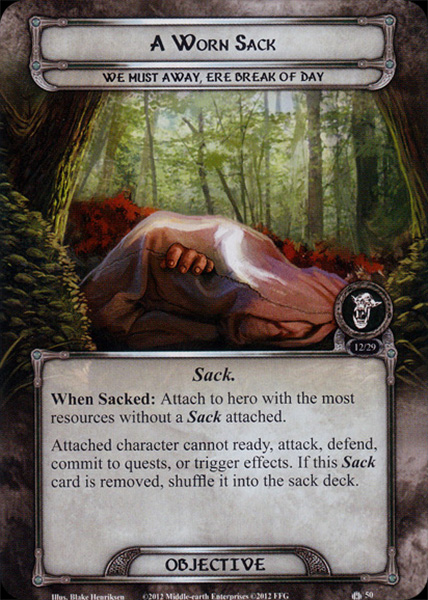 A Worn Sack
We Must Away, Ere Break of Day
12/29
Sack.
When Sacked: Attach to hero with the most
resources without a Sack attached.
Attached character cannot ready, attack, defend,
commit to quests, or trigger effects. If this Sack
card is removed, shuffle it into the sack deck.
Objective
Illus. Blake Henriksen ©2012 Middle-earth Enterprises ©2012 FFG 50